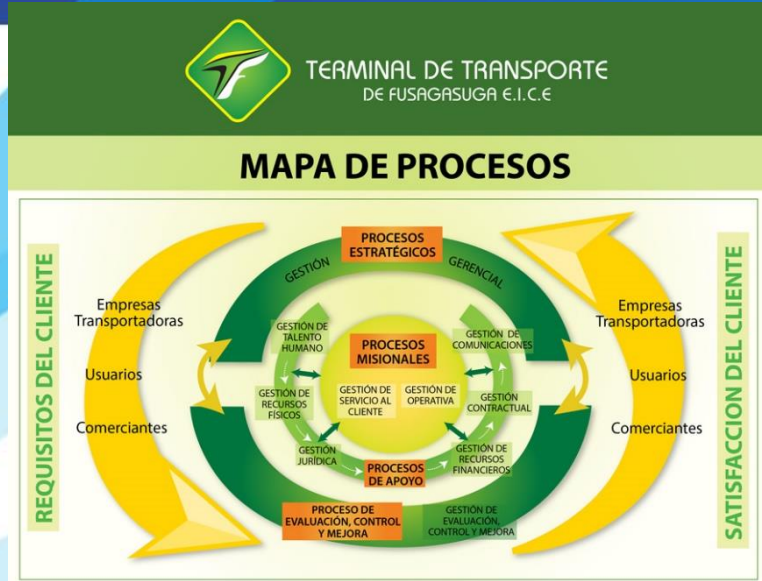 TERMINAL DE TRANSPORTE
DE FUSAGASUGA E.I.C.E
MAPA DE PROCESOS
REQUISITOS DEL CLIENTE
Empresas
Transportadoras
Usuarios
Comerciantes
PROCESOS
ESTRATÉGICOS
GESTIÓN
GERENCIAL
GESTIÓN DE
TALENTO
HUMANO
GESTIÓN DE
RECURSOS
FÍSICOS
GESTIÓN
JURÍDICA
PROCESOS
MISIONALES
GESTIÓN DE
SERVICIO AL
CLIENTE
GESTIÓN DE
OPERATIVA
PROCESOS
DE APOYO
GESTIÓN DE
COMUNICACIONES
GESTIÓN
CONTRACTUAL
GESTIÓN DE
RECURSOS
FINANCIEROS
PROCESO DE
EVALUACIÓN, CONTROL
Y MEJORA
GESTIÓN DE
EVALUACIÓN,
CONTROL Y MEJORA
Empresas
Transportadoras
Usuarios
Comerciantes
SATISFACCION DEL CLIENTE